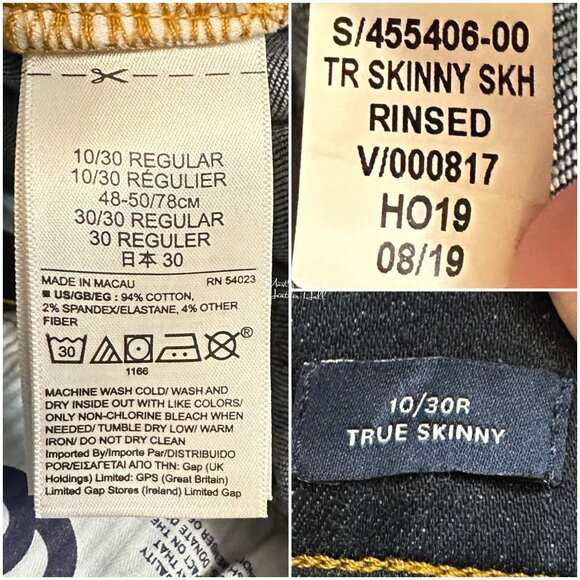 10/30 REGULAR
10/30 RÉGULIER
48-50/78CM
30/30 REGULAR
30 REGULER
日本 30
MADE IN MACAU RN 54023
■ US/GB/EG: 94% COTTON,
2% SPANDEX/ELASTANE, 4% OTHER
FIBER
30
1166
MACHINE WASH COLD/ WASH AND
DRY INSIDE OUT WITH LIKE COLORS/
ONLY NON-CHLORINE BLEACH WHEN
NEEDED/ TUMBLE DRY LOW/ WARM
IRON/ DO NOT DRY CLEAN
Imported By/Importe Par/DISTRIBUIDO
POR/ΕΙΣΑΓΕΤΑΙ ΑΠΟ ΤΗΝ: Gap (UK
Holdings) Limited: GPS (Great Britain)
Limited Gap Stores (Ireland) Limited Gap
S/455406-00
TR SKINNY SKH
RINSED
V/000817
HO19
08/19
10/30R
TRUE SKINNY